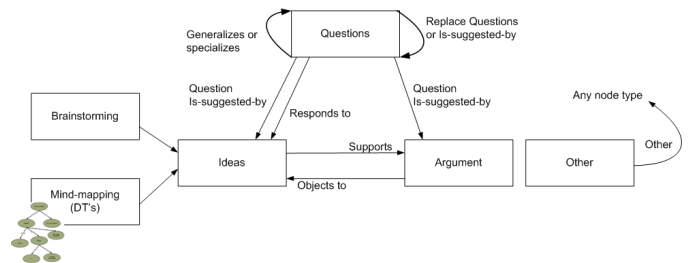 Generalizes or
specializes
Questions
Replace Questions
or Is-suggested-by
Question
Is-suggested-by
Responds to
Question
Is-suggested-by
Any node type
Brainstorming
Ideas
Supports
Objects to
Argument
Other
Other
Mind-mapping
(DT's)